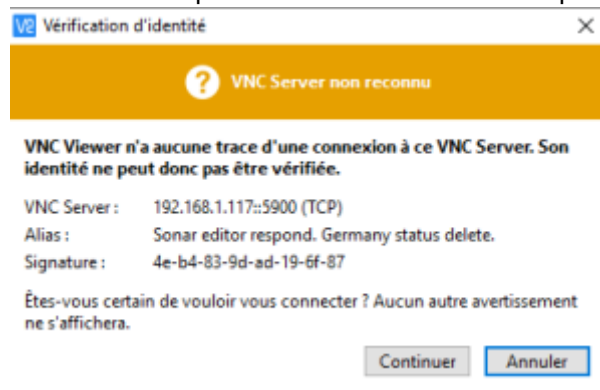 Vérification d'identité
VNC Server non reconnu
VNC Viewer n'a aucune trace d'une connexion à ce VNC Server. Son
identité ne peut donc pas être vérifiée.
VNC Server : 192.168.1.117::5900 (TCP)
Alias : Sonar editor respond. Germany status delete.
Signature : 4e-b4-83-9d-ad-19-6f-87
Êtes-vous certain de vouloir vous connecter ? Aucun autre avertissement
ne s'affichera.
Continuer Annuler